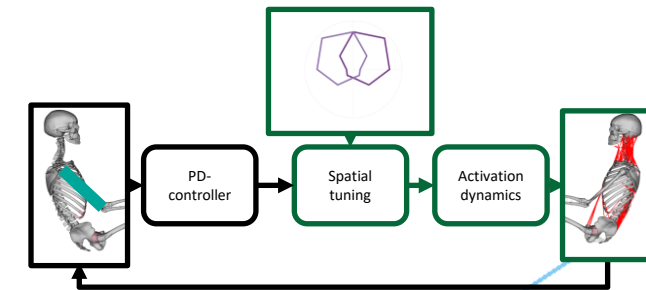 PD-
controller
Spatial
tuning
Activation
dynamics